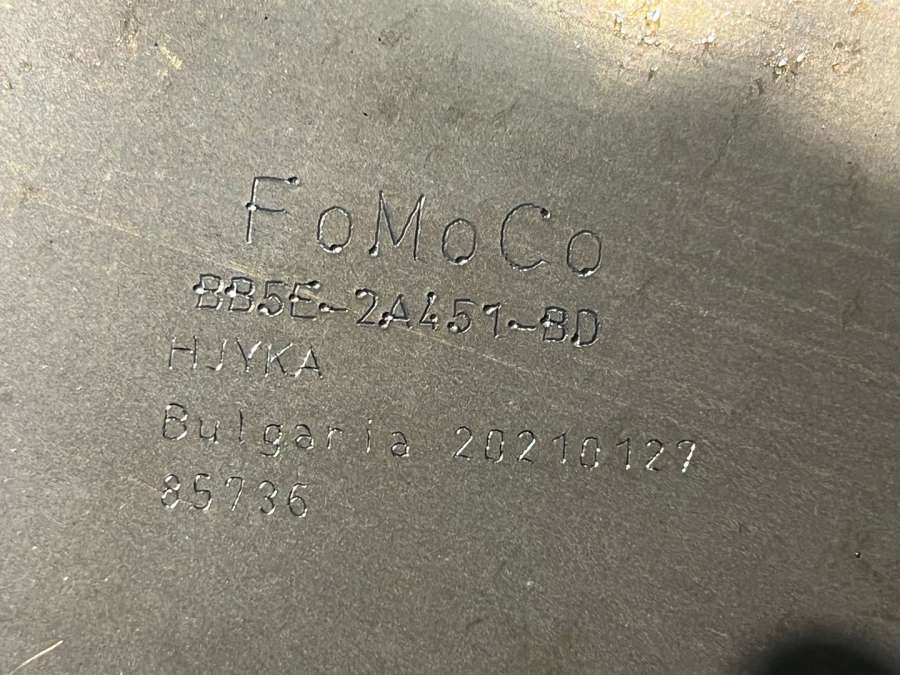 FoMoCo
BB5E-2A451-BD
HJYKA
Bulgaria 20210127
85736